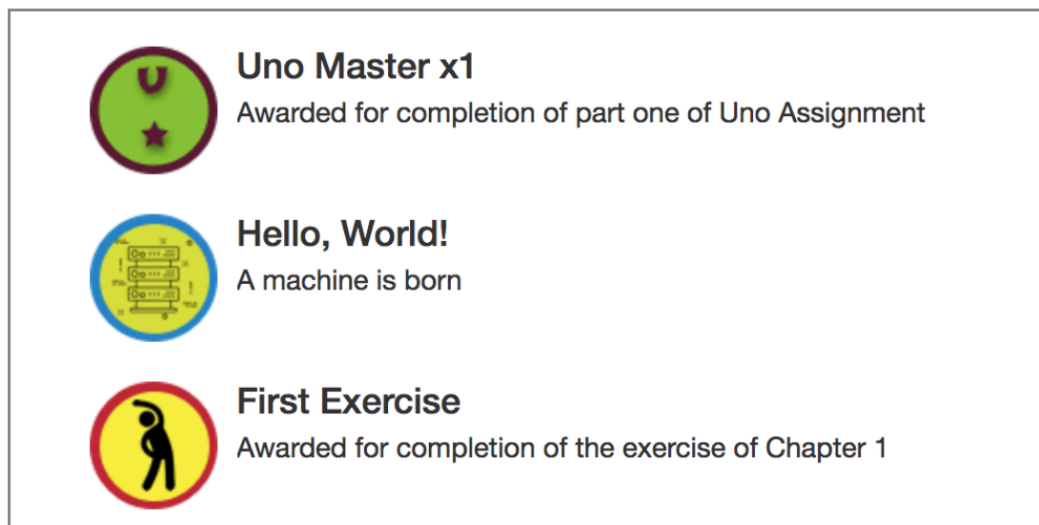 U
Uno Master x1
Awarded for completion of part one of Uno Assignment
Hello, World!
A machine is born
First Exercise
Awarded for completion of the exercise of Chapter 1